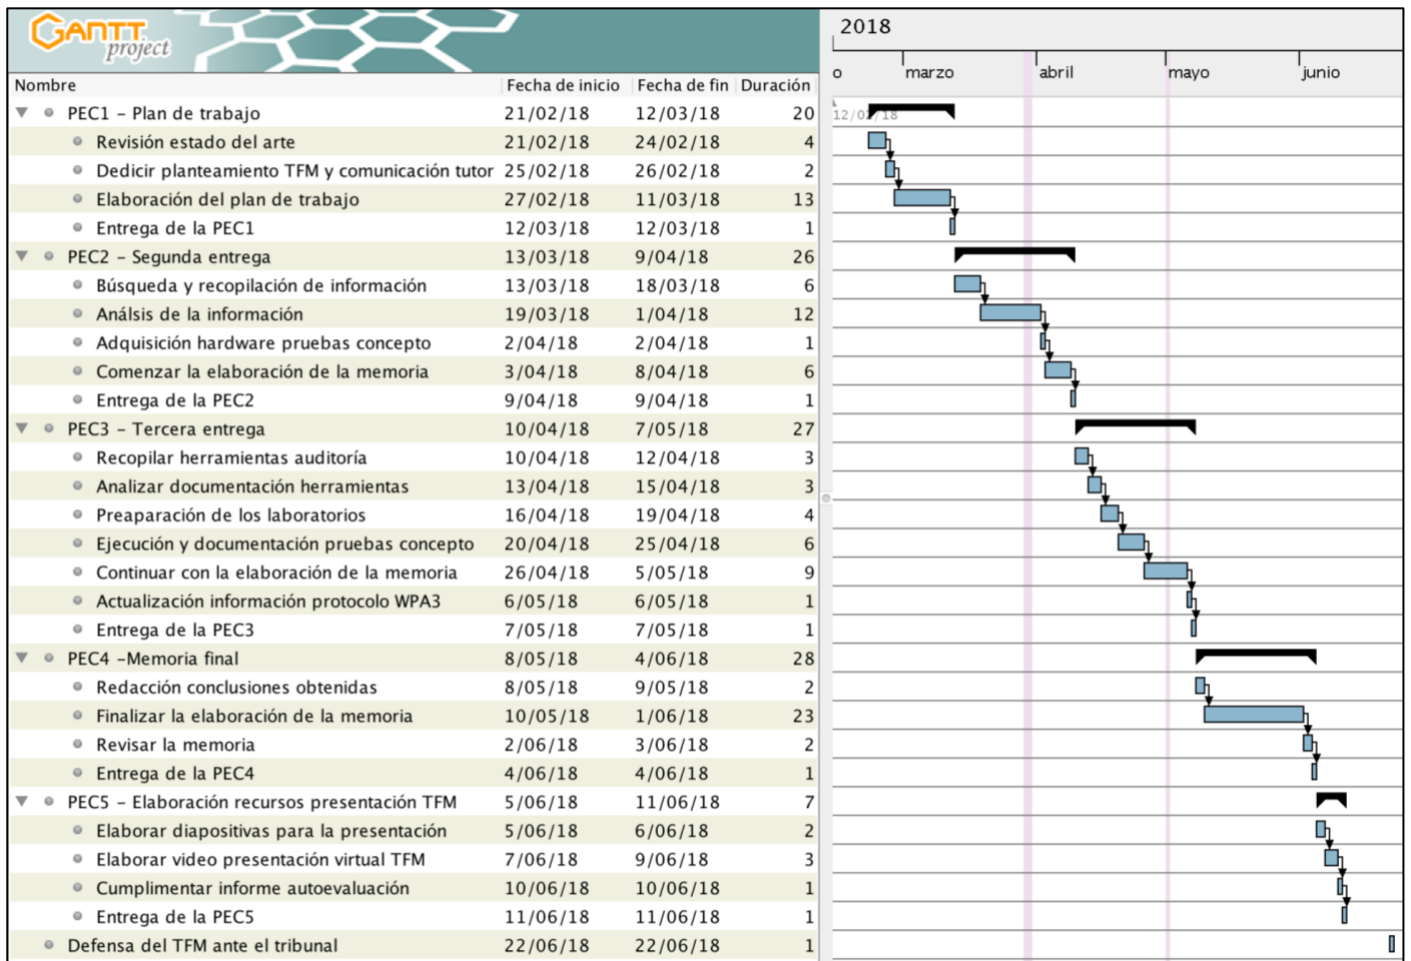 GANTT project
2018
o marzo abril mayo junio
Nombre Fecha de inicio Fecha de fin Duración
PEC1 – Plan de trabajo 21/02/18 12/03/18 20
Revisión estado del arte 21/02/18 24/02/18 4
Dedicir planteamiento TFM y comunicación tutor 25/02/18 26/02/18 2
Elaboración del plan de trabajo 27/02/18 11/03/18 13
Entrega de la PEC1 12/03/18 12/03/18 1
PEC2 – Segunda entrega 13/03/18 9/04/18 26
Búsqueda y recopilación de información 13/03/18 18/03/18 6
Análsis de la información 19/03/18 1/04/18 12
Adquisición hardware pruebas concepto 2/04/18 2/04/18 1
Comenzar la elaboración de la memoria 3/04/18 8/04/18 6
Entrega de la PEC2 9/04/18 9/04/18 1
PEC3 – Tercera entrega 10/04/18 7/05/18 27
Recopilar herramientas auditoría 10/04/18 12/04/18 3
Analizar documentación herramientas 13/04/18 15/04/18 3
Preaparación de los laboratorios 16/04/18 19/04/18 4
Ejecución y documentación pruebas concepto 20/04/18 25/04/18 6
Continuar con la elaboración de la memoria 26/04/18 5/05/18 9
Actualización información protocolo WPA3 6/05/18 6/05/18 1
Entrega de la PEC3 7/05/18 7/05/18 1
PEC4 –Memoria final 8/05/18 4/06/18 28
Redacción conclusiones obtenidas 8/05/18 9/05/18 2
Finalizar la elaboración de la memoria 10/05/18 1/06/18 23
Revisar la memoria 2/06/18 3/06/18 2
Entrega de la PEC4 4/06/18 4/06/18 1
PEC5 – Elaboración recursos presentación TFM 5/06/18 11/06/18 7
Elaborar diapositivas para la presentación 5/06/18 6/06/18 2
Elaborar video presentación virtual TFM 7/06/18 9/06/18 3
Cumplimentar informe autoevaluación 10/06/18 10/06/18 1
Entrega de la PEC5 11/06/18 11/06/18 1
Defensa del TFM ante el tribunal 22/06/18 22/06/18 1